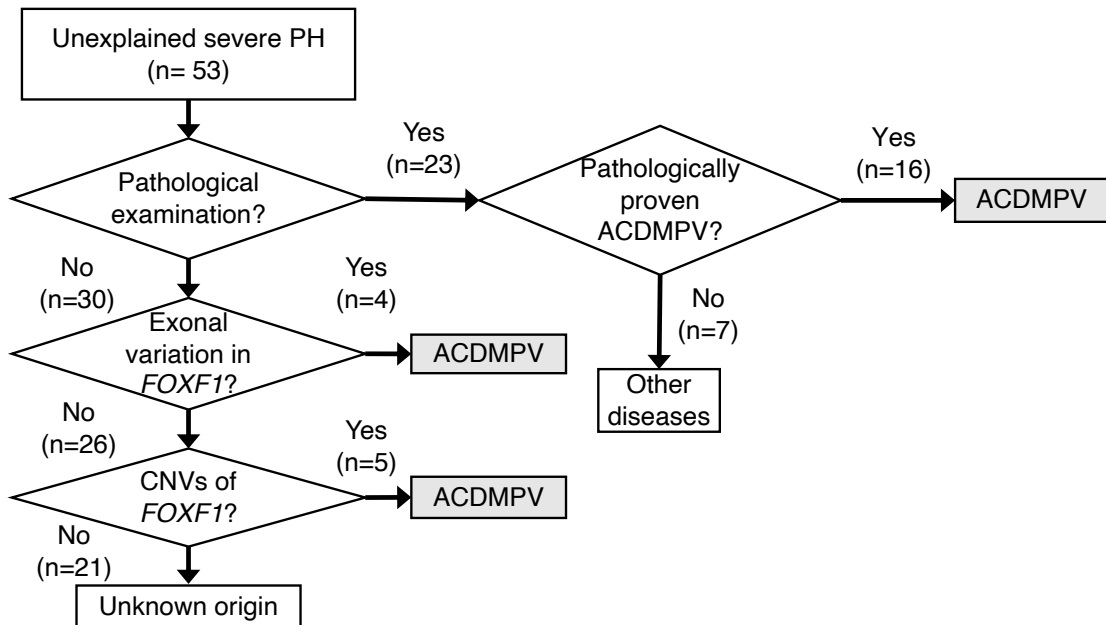 Unexplained severe PH
(n= 53)
Pathological
examination?
Yes
(n=23)
Pathologically
proven
ACDMPV?
Yes
(n=16)
ACDMPV
No
(n=7)
Other
diseases
No
(n=30)
Exonal
variation in
FOXF1?
Yes
(n=4)
ACDMPV
No
(n=26)
CNVs of
FOXF1?
Yes
(n=5)
ACDMPV
No
(n=21)
Unknown origin